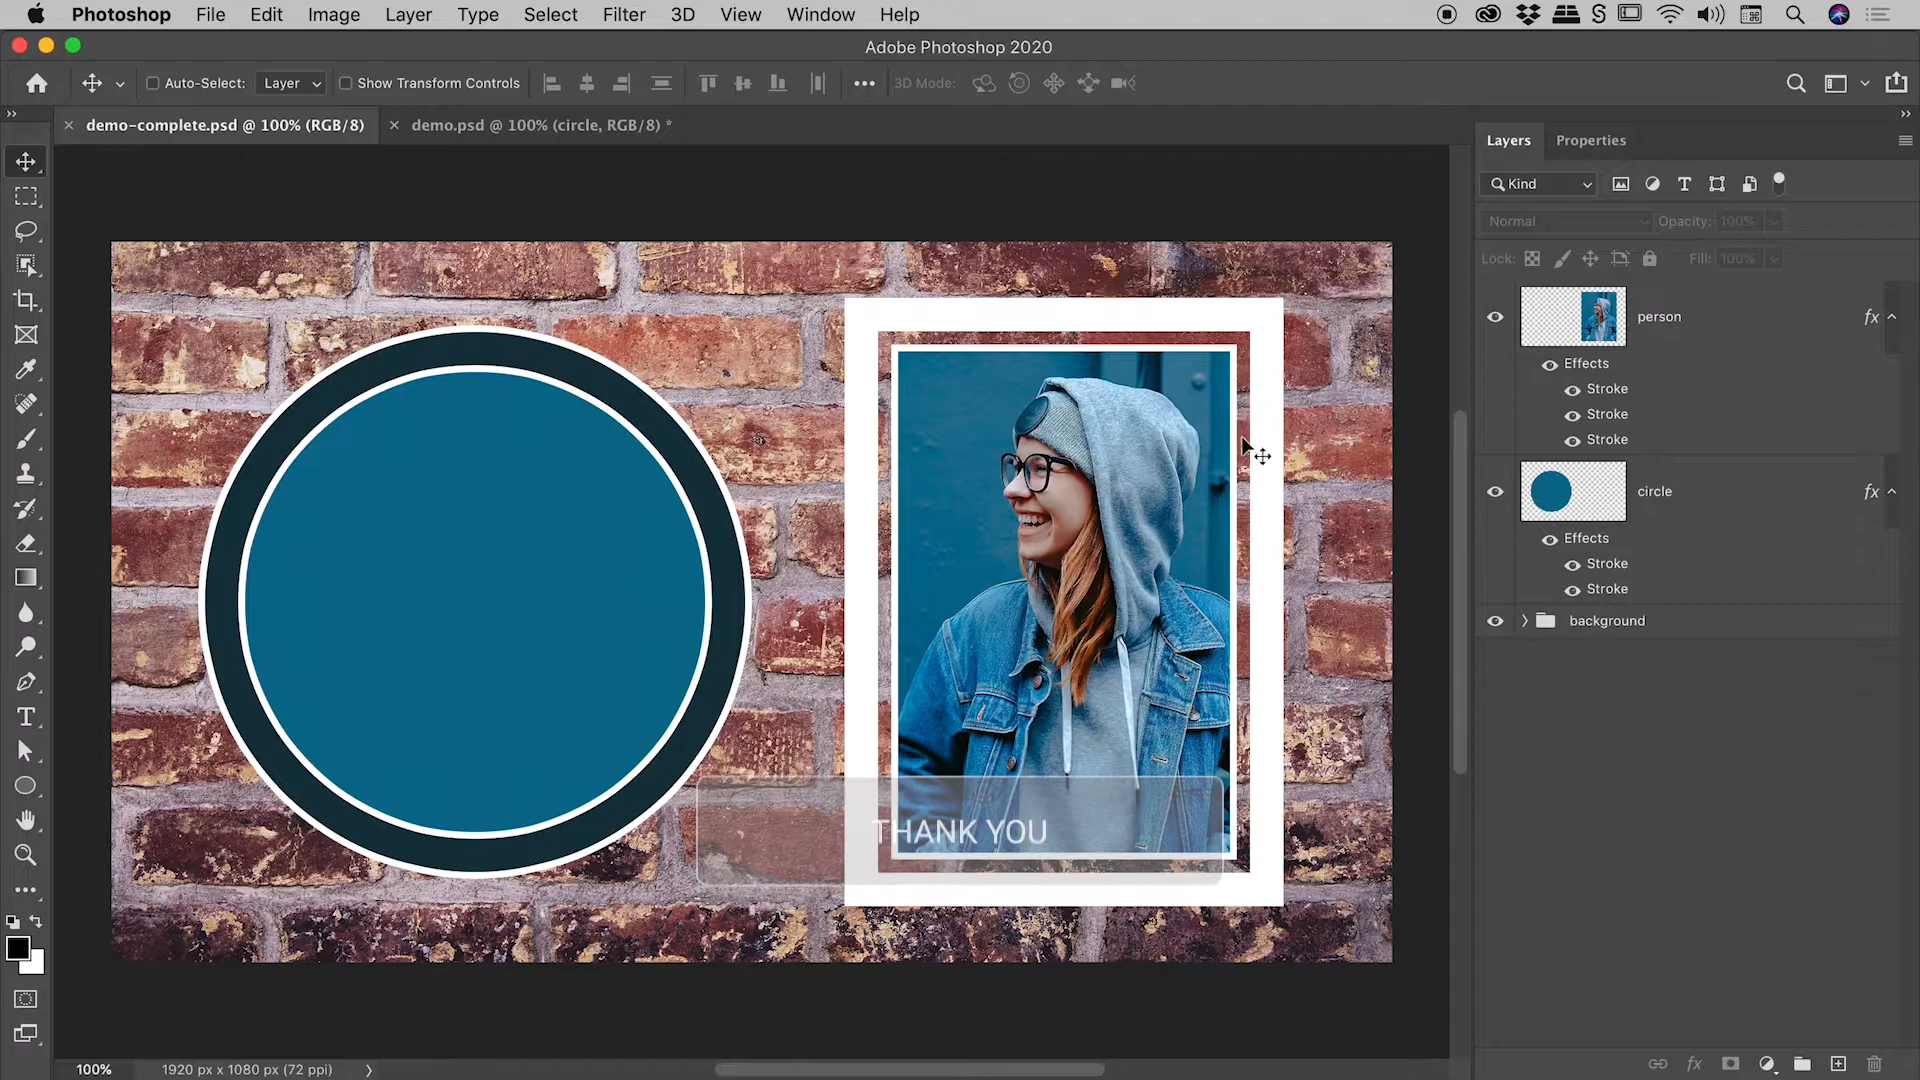 Photoshop File Edit Image Layer Type Select Filter 3D View Window Help
Adobe Photoshop 2020
Auto-Select: Layer Show Transform Controls 3D Mode:
demo-complete.psd @ 100% (RGB/8) demo.psd @ 100% (circle, RGB/8) *
Layers Properties
Kind
Normal Opacity: 100%
Lock: Fill: 100%
person fx
Effects
Stroke
Stroke
Stroke
circle fx
Effects
Stroke
Stroke
background
THANK YOU
100% 1920 px x 1080 px (72 ppi)
fx